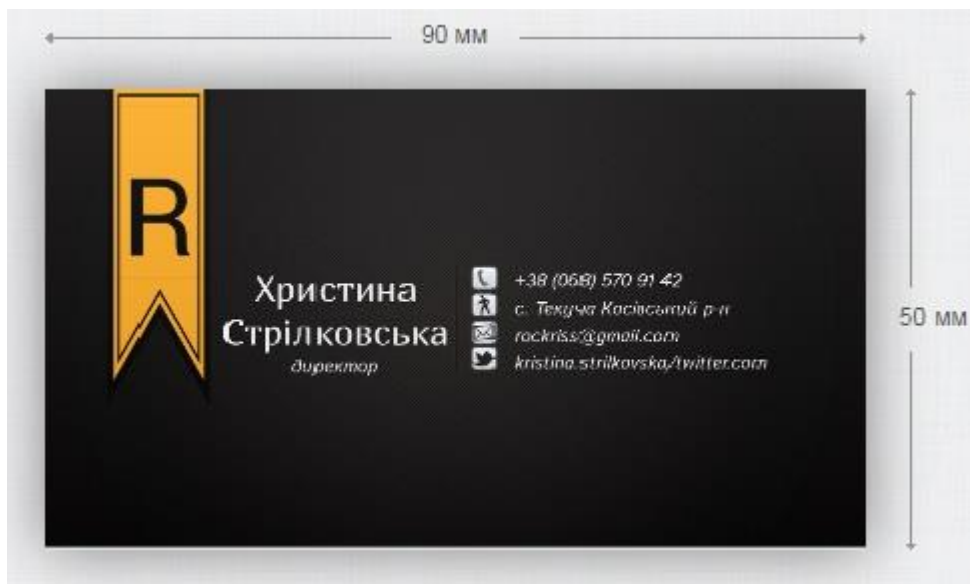 90 мм
R
Христина
Стрілковська
директор
+38 (068) 570 91 42
с. Текуча Косівський р-н
rockriss@gmail.com
kristina.strilkovska/twitter.com
50 мм